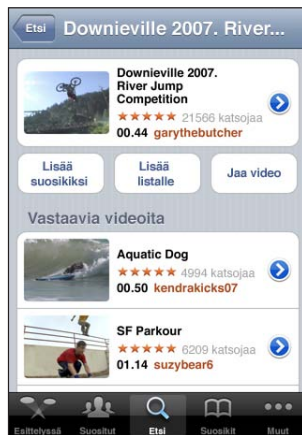 Etsi
Downieville 2007. River...
Downieville 2007.
River Jump
Competition
21566 katsojaa
00.44 garythebutcher
Lisää
suosikiksi
Lisää
listalle
Jaa video
Vastaavia videoita
Aquatic Dog
4994 katsojaa
00.50 kendrakicks07
SF Parkour
6209 katsojaa
01.14 suzybear6
Esittelyssä Suositut Etsi Suosikit Muut